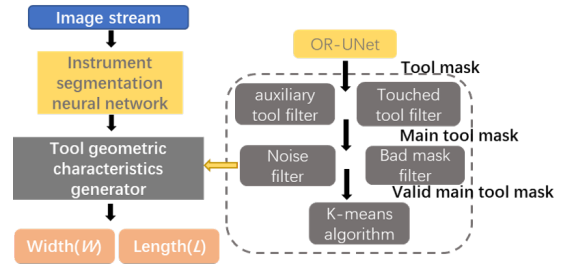 Image stream
Instrument
segmentation
neural network
Tool geometric
characteristics
generator
Width(W)
Length(L)
OR-UNet
Tool mask
auxiliary
tool filter
Touched
tool filter
Main tool mask
Noise
filter
Bad mask
filter
Valid main tool mask
K-means
algorithm